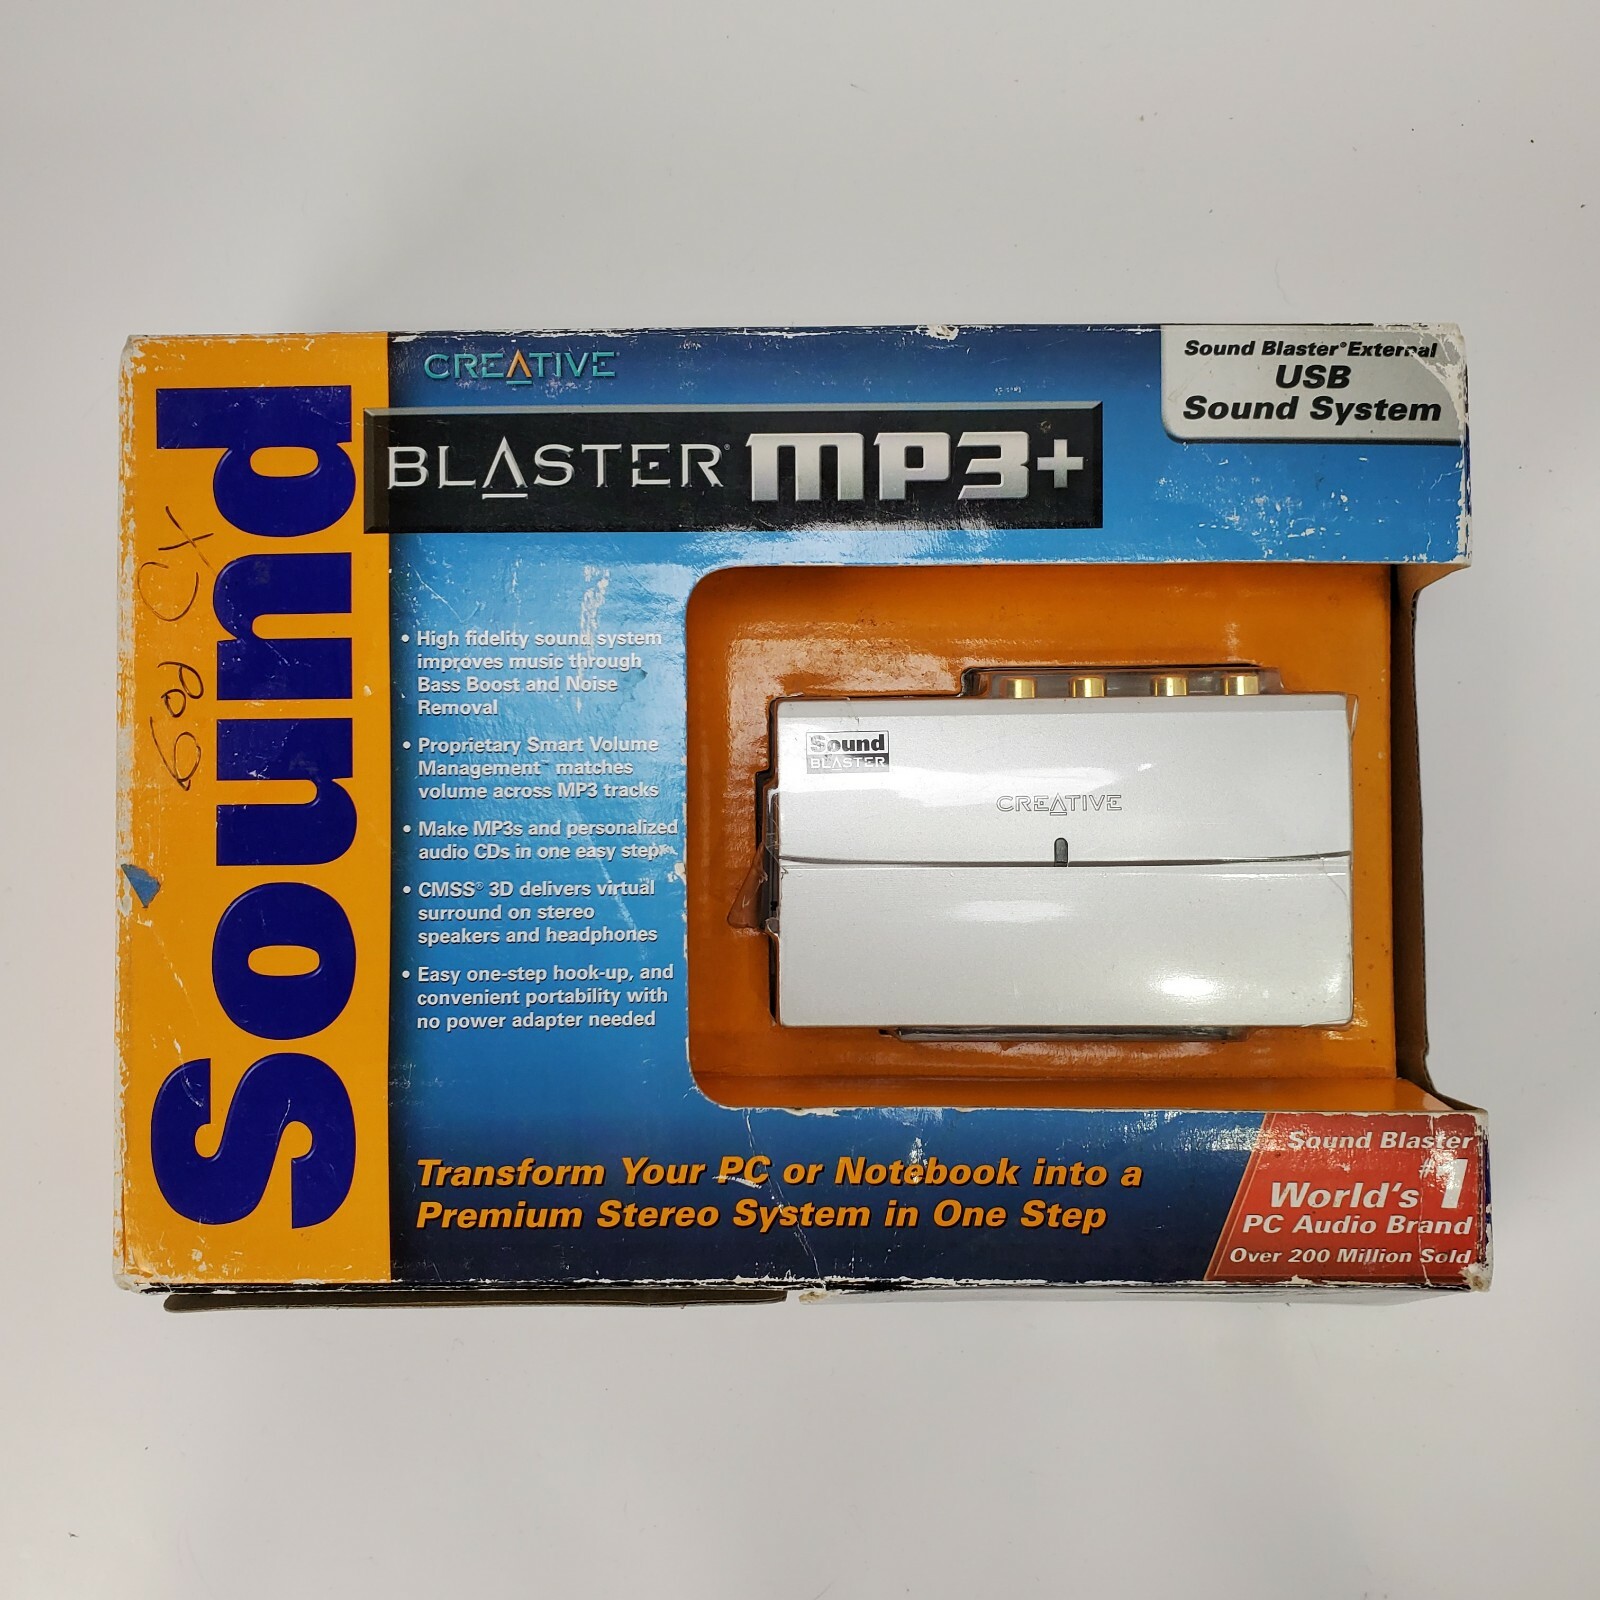 CREATIVE®
Sound
BLASTER® MP3+
Sound Blaster® External
USB
Sound System
• High fidelity sound system
improves music through
Bass Boost and Noise
Removal
• Proprietary Smart Volume
Management™ matches
volume across MP3 tracks
• Make MP3s and personalized
audio CDs in one easy step
• CMSS® 3D delivers virtual
surround on stereo
speakers and headphones
• Easy one-step hook-up, and
convenient portability with
no power adapter needed
Sound
BLASTER
CREATIVE
Transform Your PC or Notebook into a
Premium Stereo System in One Step
Sound Blaster
World's #1
PC Audio Brand
Over 200 Million Sold